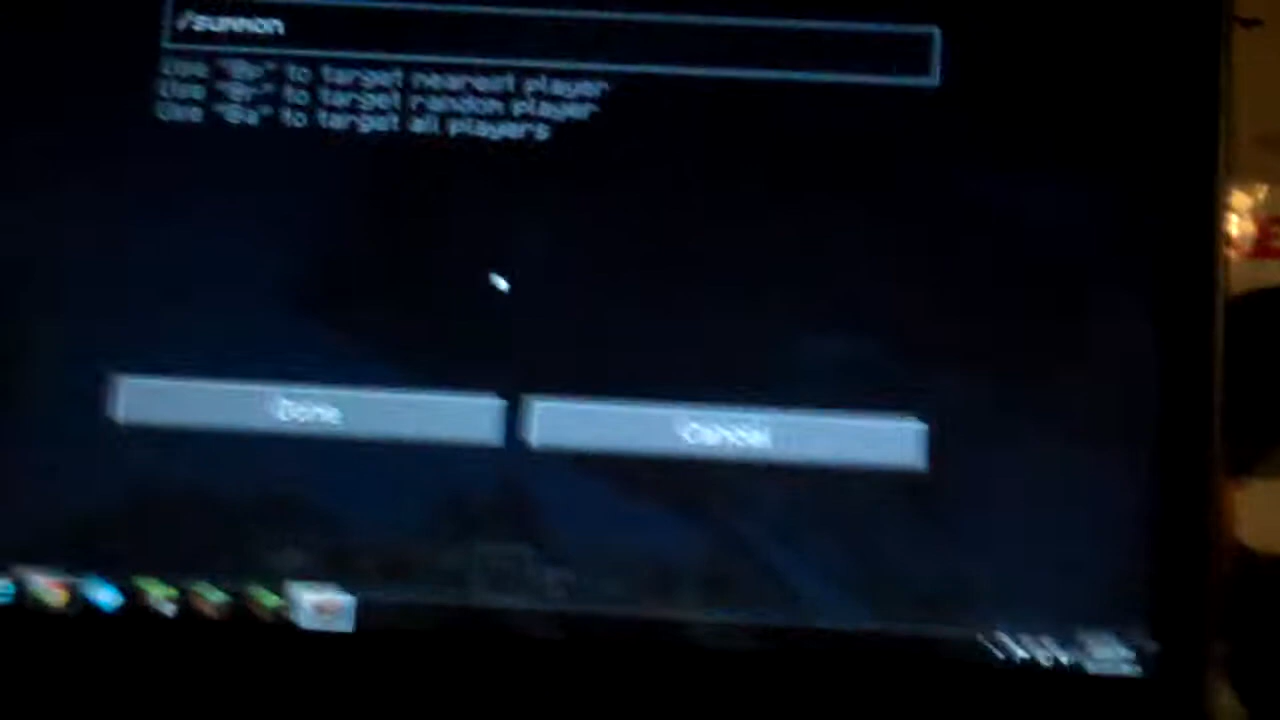 /summon
Use "@p" to target nearest player
Use "@r" to target random player
Use "@a" to target all players
Done
Cancel